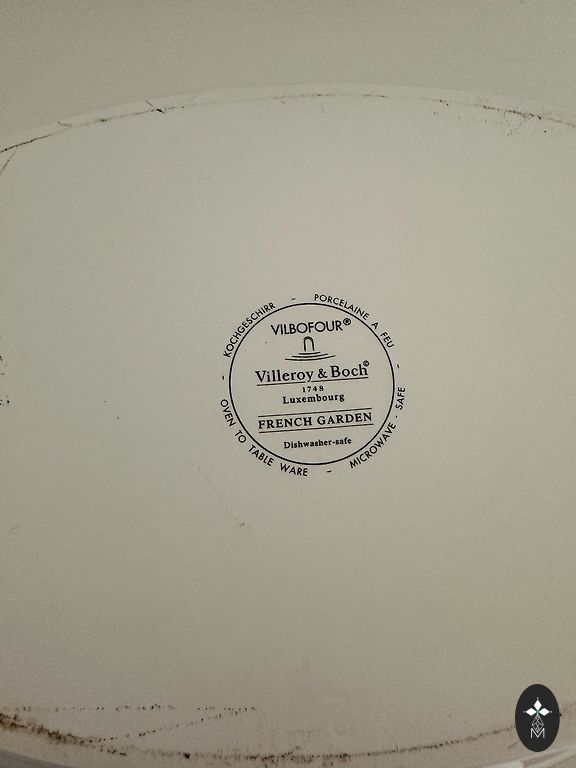 KOCHGESCHIRR - PORCELAINE A FEU -
VILBOFOUR®
Villeroy & Boch©
1748
Luxembourg
FRENCH GARDEN
Dishwasher-safe
- OVEN TO TABLE WARE - MICROWAVE - SAFE
M